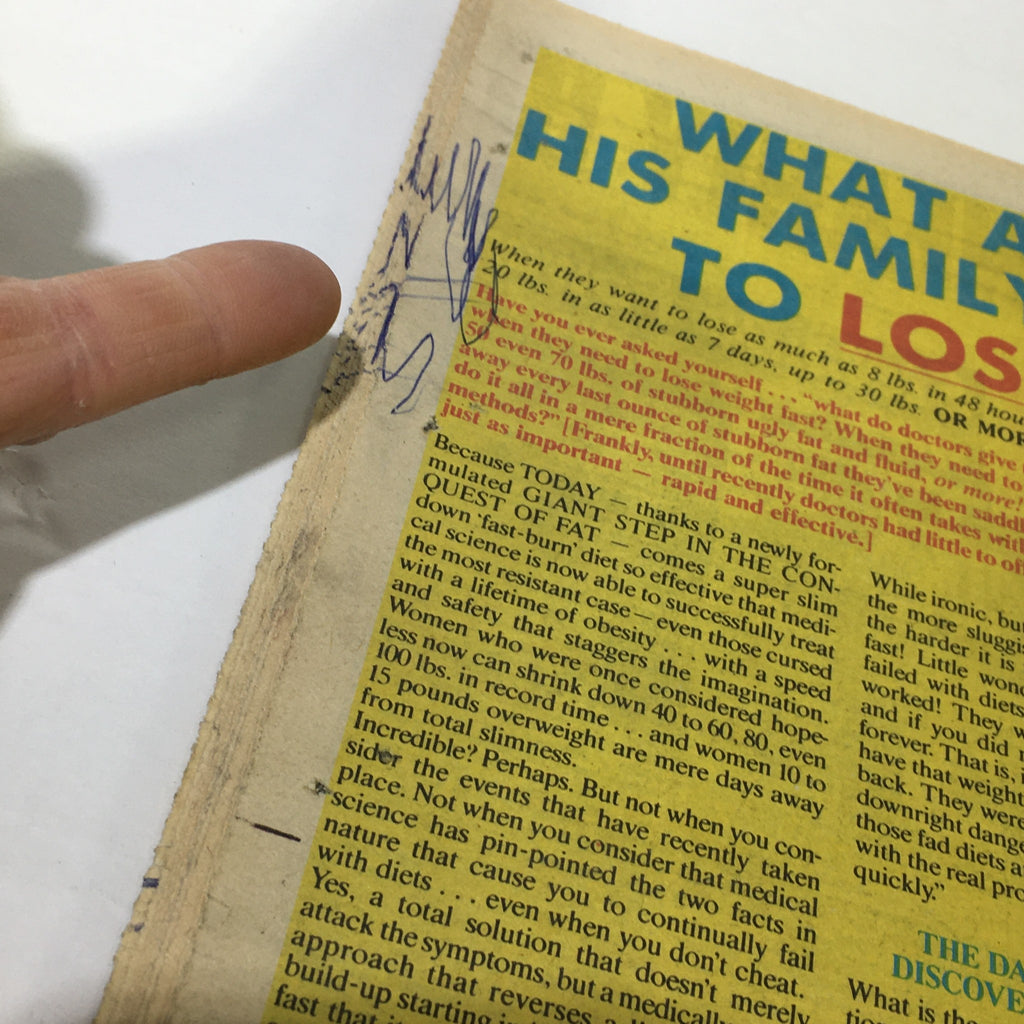 WHAT A
HIS FAMILY
TO LOS
When they want to lose as much as 8 lbs. in 48 hou
20 lbs. in as little as 7 days, up to 30 lbs. OR MOR
Have you ever asked yourself . . . "what do doctors give
when they need to lose weight fast? When they need to
50 even 70 lbs. of stubborn ugly fat and fluid, or more!
away every last ounce of stubborn fat they've been saddl
do it all in a mere fraction of the time it often takes with
methods?" [Frankly, until recently doctors had little to of
just as important — rapid and effective.]
Because TODAY — thanks to a newly for-
mulated GIANT STEP IN THE CON-
QUEST OF FAT — comes a super slim
down 'fast-burn' diet so effective that medi-
cal science is now able to successfully treat
the most resistant case — even those cursed
with a lifetime of obesity . . . with a speed
and safety that staggers the imagination.
Women who were once considered hope-
less now can shrink down 40 to 60, 80, even
100 lbs. in record time . . . and women 10 to
15 pounds overweight are mere days away
from total slimness.
Incredible? Perhaps. But not when you con-
sider the events that have recently taken
place. Not when you consider that medical
science has pin-pointed the two facts in
nature that cause you to continually fail
with diets . . . even when you don't cheat.
Yes, a total solution that doesn't merely
attack the symptoms, but a medically
approach that reverses
build-up starting
fast that
While ironic, but
the more sluggi
the harder it is
fast! Little wond
failed with diets
worked! They w
and if you did
forever. That is,
have that weight
back. They were
downright dang
those fad diets a
with the real pro
quickly."
THE DA
DISCOVE
What is the
tion